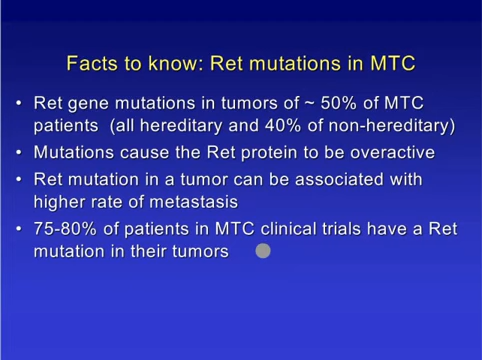 Facts to know: Ret mutations in MTC
• Ret gene mutations in tumors of ~ 50% of MTC
patients (all hereditary and 40% of non-hereditary)
• Mutations cause the Ret protein to be overactive
• Ret mutation in a tumor can be associated with
higher rate of metastasis
• 75-80% of patients in MTC clinical trials have a Ret
mutation in their tumors